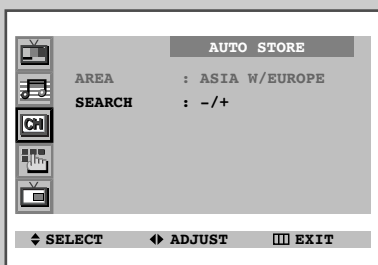 AUTO STORE
AREA : ASIA W/EUROPE
SEARCH : -/+
CH
SELECT ADJUST EXIT